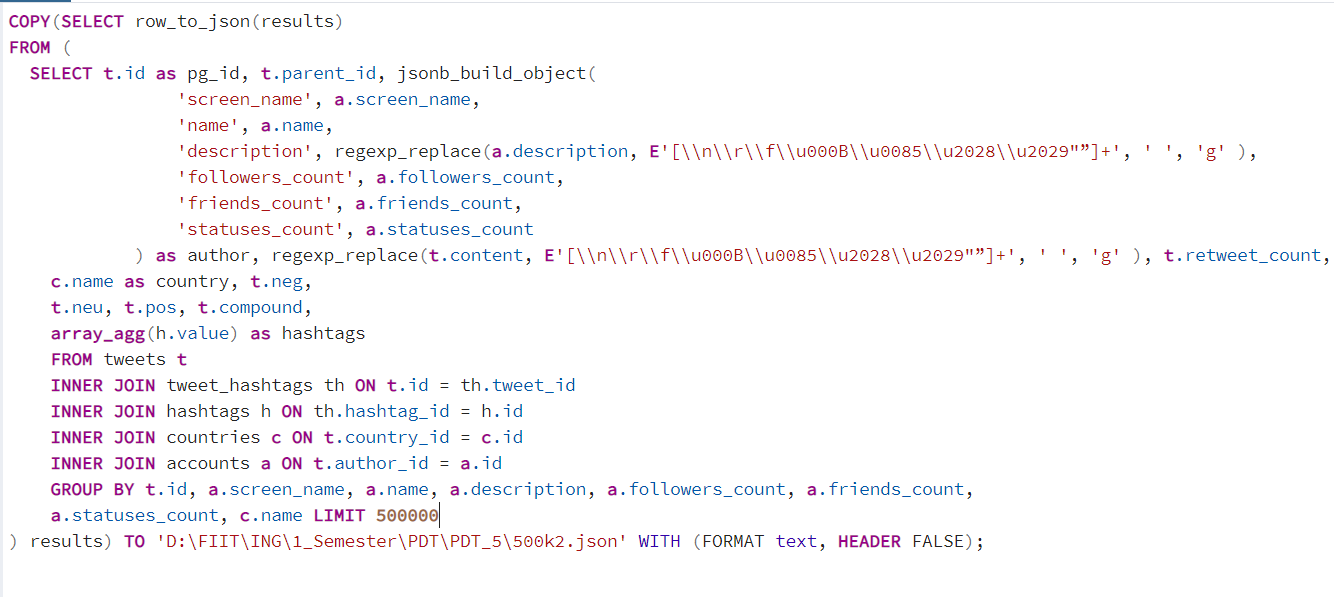 COPY(SELECT row_to_json(results)
FROM (
  SELECT t.id as pg_id, t.parent_id, jsonb_build_object(
                'screen_name', a.screen_name,
                'name', a.name,
                'description', regexp_replace(a.description, E'[\\n\\r\\f\\u000B\\u0085\\u2028\\u2029"”]+', ' ', 'g' ),
                'followers_count', a.followers_count,
                'friends_count', a.friends_count,
                'statuses_count', a.statuses_count
            ) as author, regexp_replace(t.content, E'[\\n\\r\\f\\u000B\\u0085\\u2028\\u2029"”]+', ' ', 'g' ), t.retweet_count,
    c.name as country, t.neg,
    t.neu, t.pos, t.compound,
    array_agg(h.value) as hashtags
    FROM tweets t
    INNER JOIN tweet_hashtags th ON t.id = th.tweet_id
    INNER JOIN hashtags h ON th.hashtag_id = h.id
    INNER JOIN countries c ON t.country_id = c.id
    INNER JOIN accounts a ON t.author_id = a.id
    GROUP BY t.id, a.screen_name, a.name, a.description, a.followers_count, a.friends_count,
    a.statuses_count, c.name LIMIT 500000
) results) TO 'D:\FIIT\ING\1_Semester\PDT\PDT_5\500k2.json' WITH (FORMAT text, HEADER FALSE);